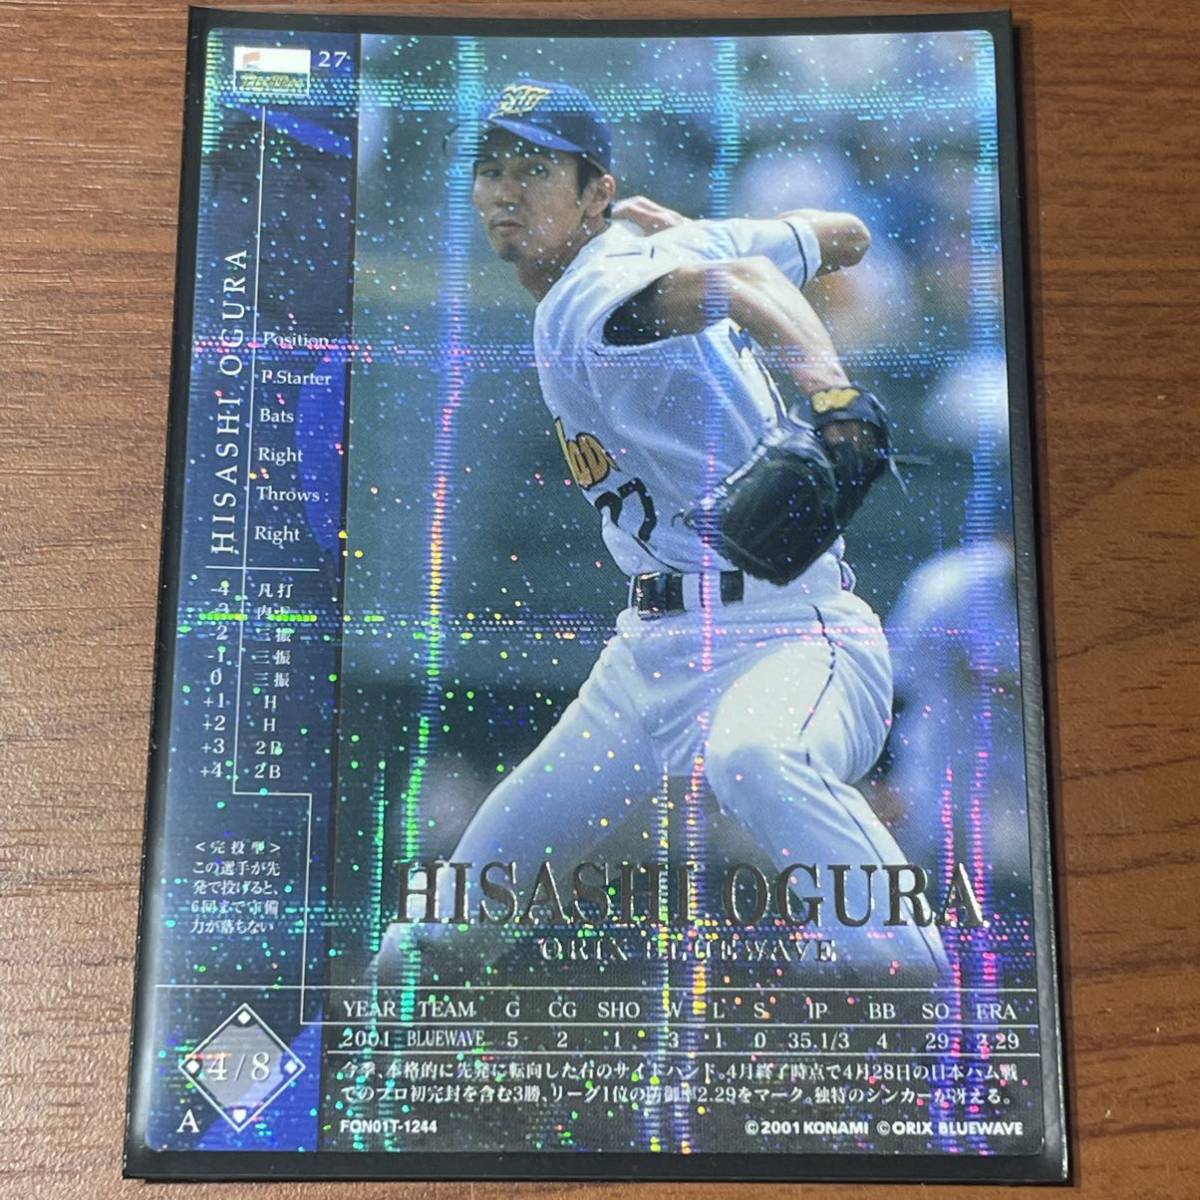 27
HISASHI OGURA
Position
P.Starter
Bats :
Right
Throws :
Right
-4 凡打
-2 三振
-1 三振
0 三振
+1 H
+2 H
+3 2B
+4 2B
<完投型>
この選手が先
発で投げると、
6回まで守備
力が落ちない
4/8
A
27
HISASHI OGURA
ORIX BLUEWAVE
YEAR TEAM G CG SHO W L S IP BB SO ERA
2001 BLUEWAVE 5 2 1 3 1 0 35.1/3 4 29 2.29
今季、本格的に先発に転向した右のサイドハンド。4月終了時点で4月28日の日本ハム戦
でのプロ初完封を含む3勝、リーグ1位の防御率2.29をマーク。独特のシンカーが冴える。
FON01T-1244
©2001 KONAMI ©ORIX BLUEWAVE